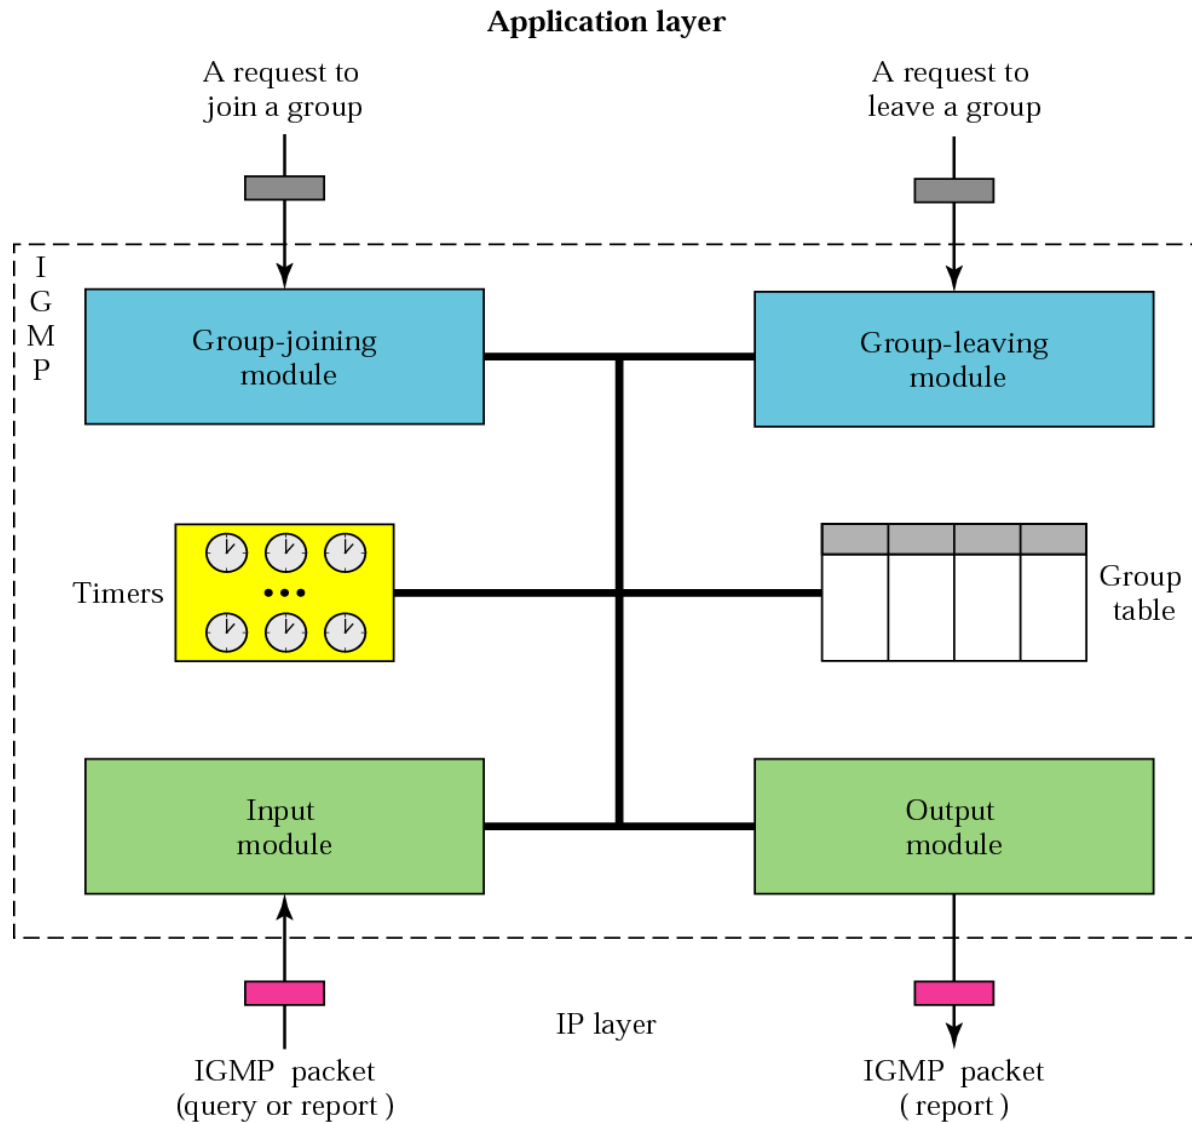 Application layer
A request to
join a group
A request to
leave a group
I
G
M
P
Group-joining
module
Group-leaving
module
Timers
Group
table
Input
module
Output
module
IP layer
IGMP packet
(query or report )
IGMP packet
( report )